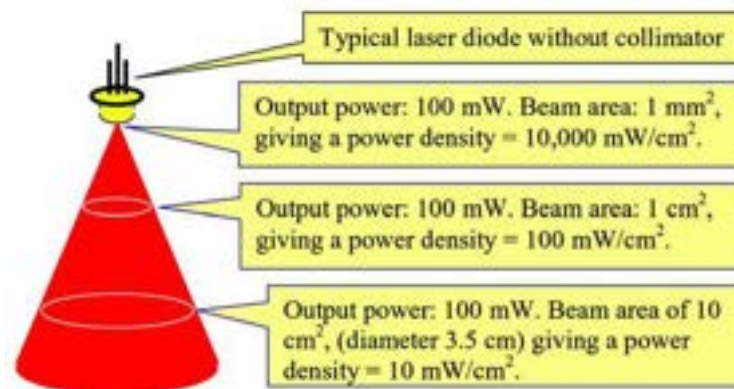 Typical laser diode without collimator
Output power: 100 mW. Beam area: 1 mm²,
giving a power density = 10,000 mW/cm².
Output power: 100 mW. Beam area: 1 cm²,
giving a power density = 100 mW/cm².
Output power: 100 mW. Beam area of 10
cm², (diameter 3.5 cm) giving a power
density = 10 mW/cm².